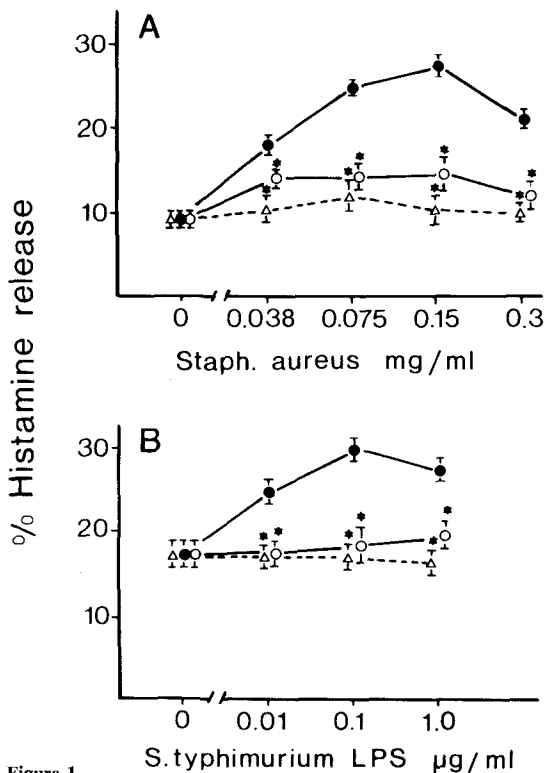 A
30
20
10
0 0.038 0.075 0.15 0.3
Staph. aureus mg/ml
% Histamine release
B
30
20
10
0 0.01 0.1 1.0
S.typhimurium LPS µg/ml
Figure 1